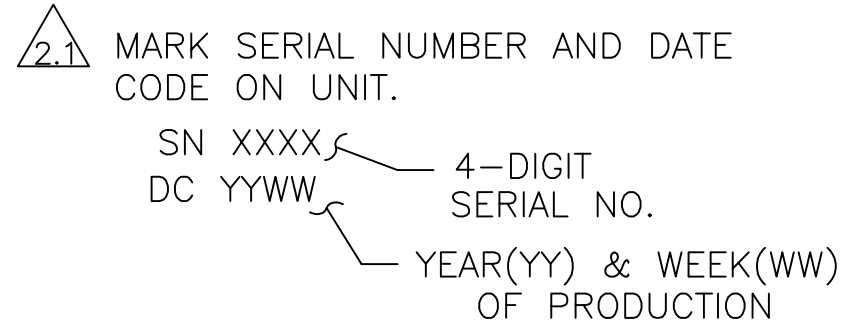 2.1 MARK SERIAL NUMBER AND DATE
CODE ON UNIT.
SN XXXX
4-DIGIT
SERIAL NO.
DC YYWW
YEAR(YY) & WEEK(WW)
OF PRODUCTION